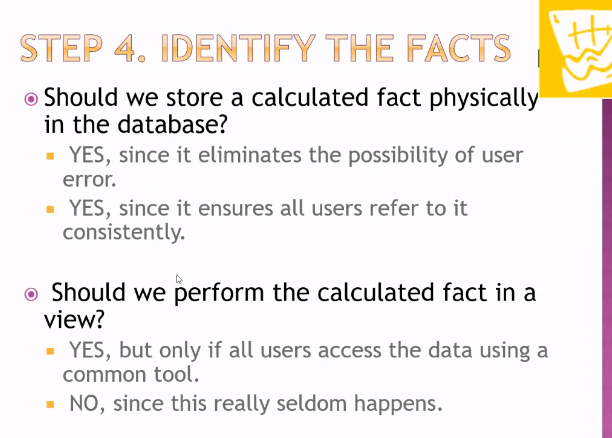 STEP 4. IDENTIFY THE FACTS
Should we store a calculated fact physically
in the database?
YES, since it eliminates the possibility of user
error.
YES, since it ensures all users refer to it
consistently.
Should we perform the calculated fact in a
view?
YES, but only if all users access the data using a
common tool.
NO, since this really seldom happens.